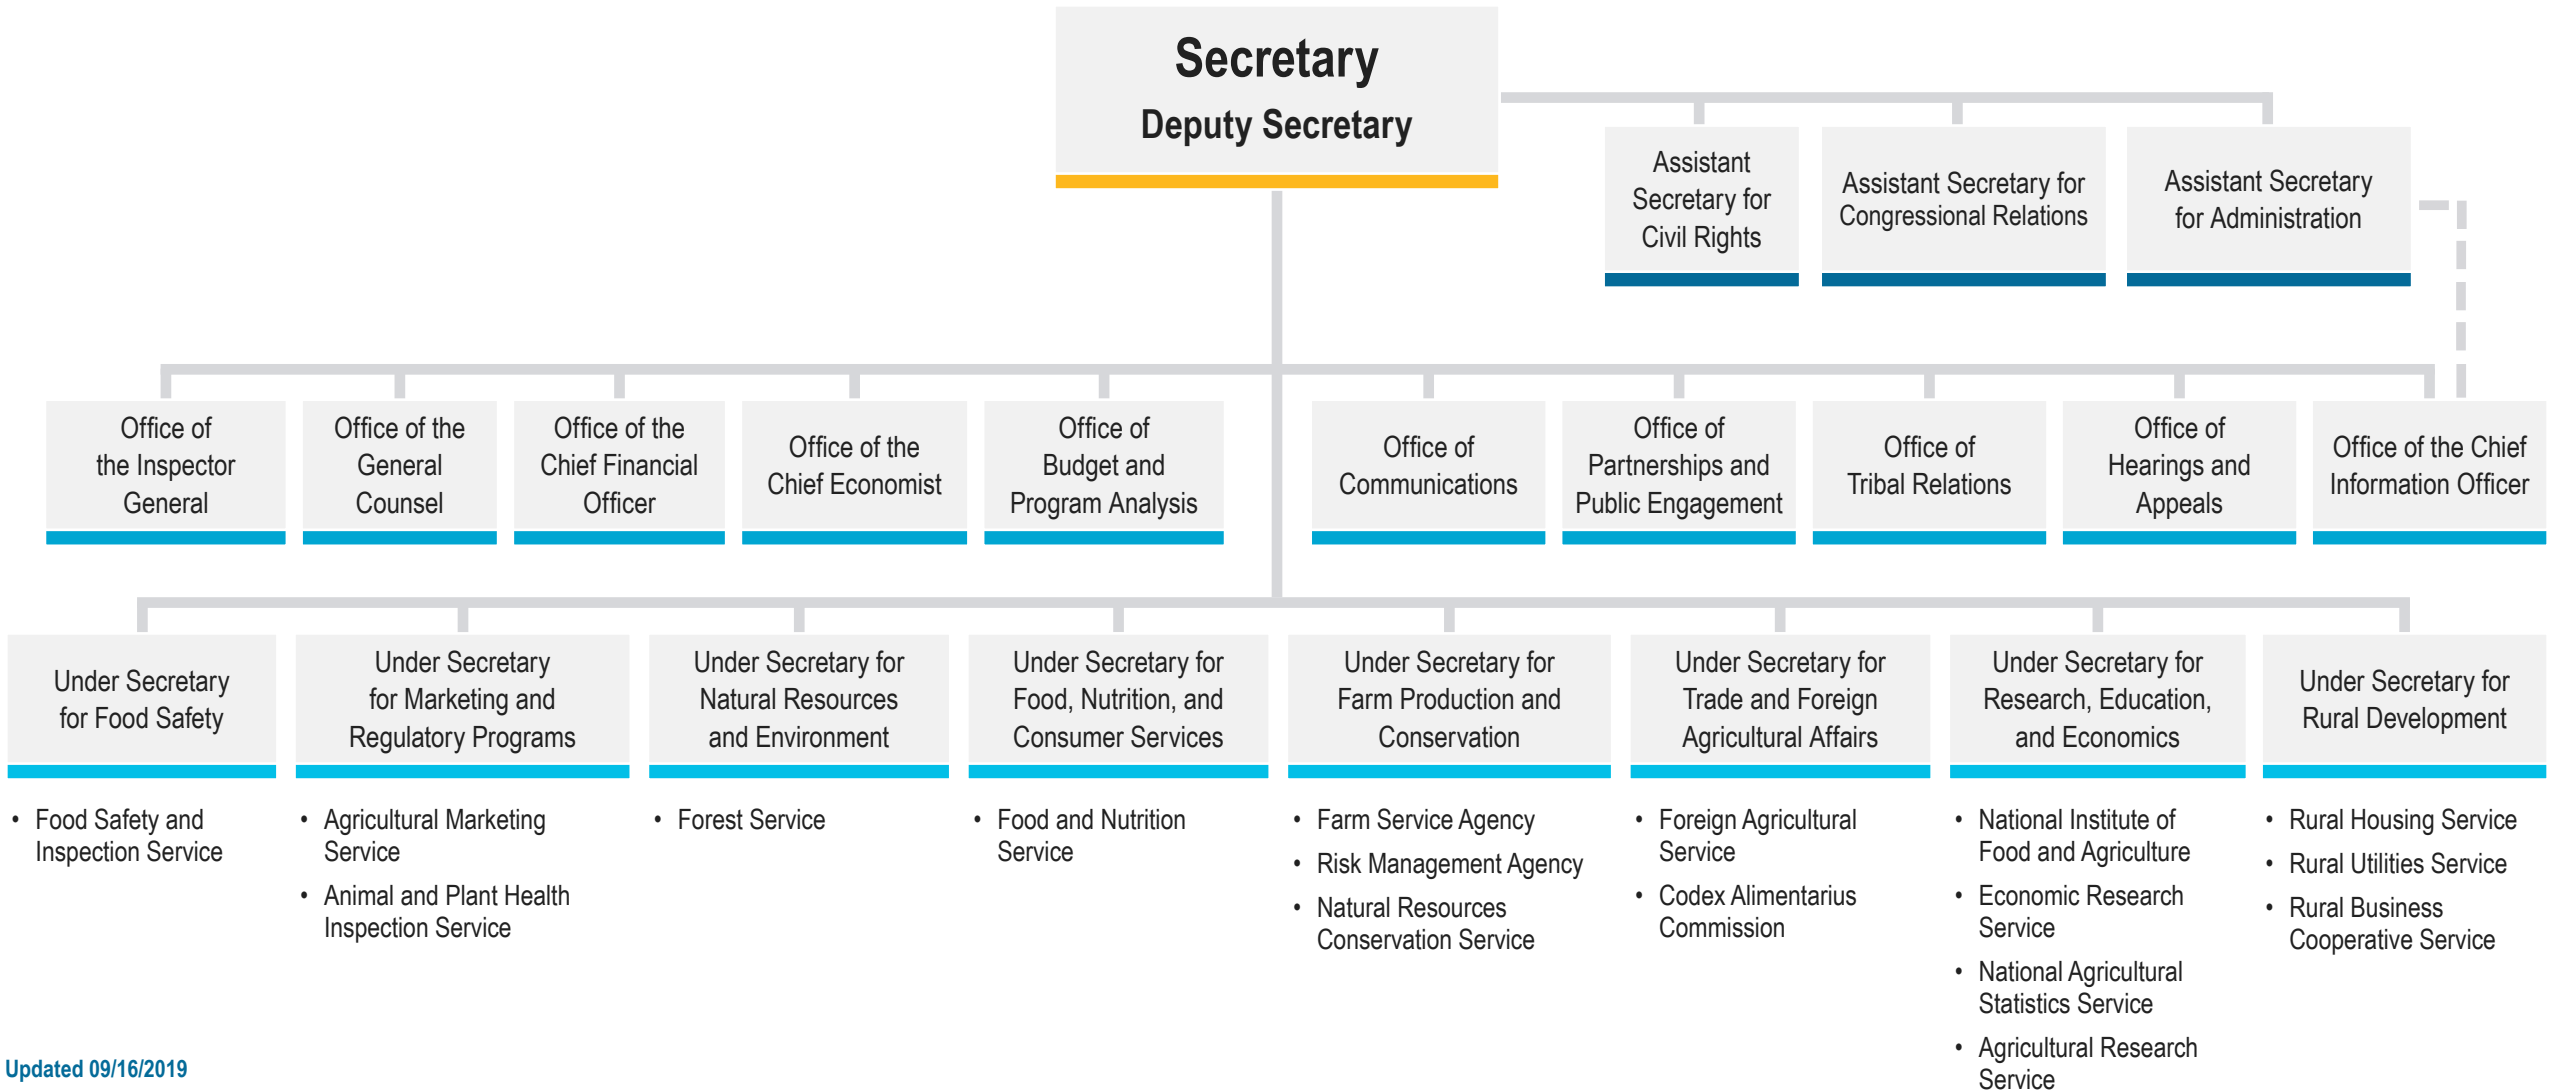 Secretary
Deputy Secretary
Assistant
Secretary for
Civil Rights
Assistant Secretary for
Congressional Relations
Assistant Secretary
for Administration
Office of
the Inspector
General
Office of the
General
Counsel
Office of the
Chief Financial
Officer
Office of the
Chief Economist
Office of
Budget and
Program Analysis
Office of
Communications
Office of
Partnerships and
Public Engagement
Office of
Tribal Relations
Office of
Hearings and
Appeals
Office of the Chief
Information Officer
Under Secretary
for Food Safety
• Food Safety and
Inspection Service
Under Secretary
for Marketing and
Regulatory Programs
• Agricultural Marketing
Service
• Animal and Plant Health
Inspection Service
Under Secretary for
Natural Resources
and Environment
• Forest Service
Under Secretary for
Food, Nutrition, and
Consumer Services
• Food and Nutrition
Service
Under Secretary for
Farm Production and
Conservation
• Farm Service Agency
• Risk Management Agency
• Natural Resources
Conservation Service
Under Secretary for
Trade and Foreign
Agricultural Affairs
• Foreign Agricultural
Service
• Codex Alimentarius
Commission
Under Secretary for
Research, Education,
and Economics
• National Institute of
Food and Agriculture
• Economic Research
Service
• National Agricultural
Statistics Service
• Agricultural Research
Service
Under Secretary for
Rural Development
• Rural Housing Service
• Rural Utilities Service
• Rural Business
Cooperative Service
Updated 09/16/2019